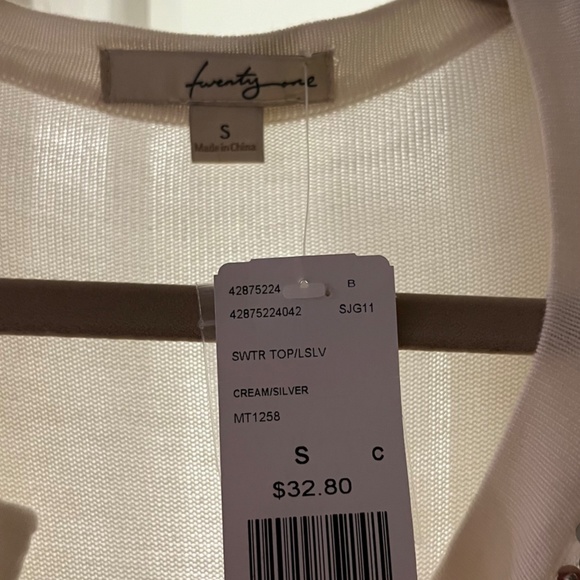 twenty one
S
Made in China
42875224 B
42875224042 SJG11
SWTR TOP/LSLV
CREAM/SILVER
MT1258
S C
$32.80